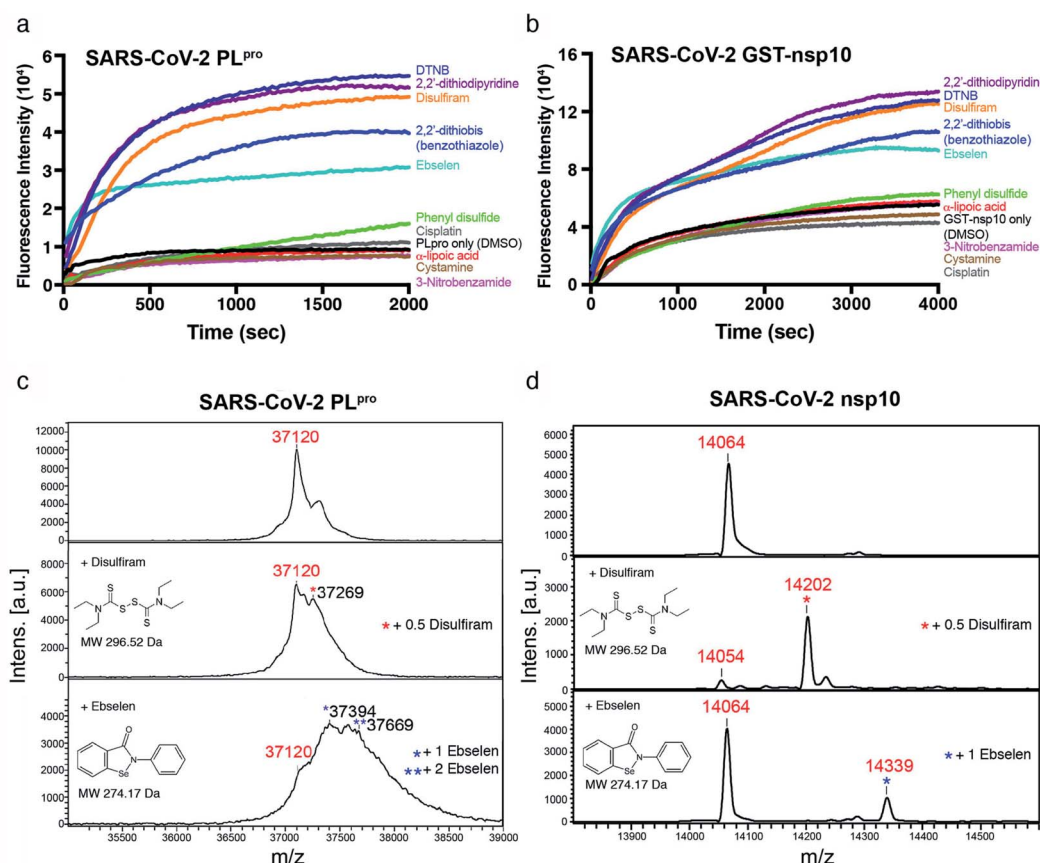 a
SARS-CoV-2 PLpro
Fluorescence Intensity (10⁴)
6
5
4
3
2
1
0
0
500
1000
1500
2000
Time (sec)
DTNB
2,2'-dithiodipyridine
Disulfiram
2,2'-dithiobis
(benzothiazole)
Ebselen
Phenyl disulfide
Cisplatin
PLpro only (DMSO)
α-lipoic acid
Cystamine
3-Nitrobenzamide
b
SARS-CoV-2 GST-nsp10
Fluorescence Intensity (10⁴)
16
12
8
4
0
0
1000
2000
3000
4000
Time (sec)
2,2'-dithiodipyridin
DTNB
Disulfiram
2,2'-dithiobis
(benzothiazole)
Ebselen
Phenyl disulfide
α-lipoic acid
GST-nsp10 only
(DMSO)
3-Nitrobenzamide
Cystamine
Cisplatin
c
SARS-CoV-2 PLpro
Intens. [a.u.]
12000
10000
8000
6000
4000
2000
0
37120
8000
6000
4000
2000
0
+ Disulfiram
N
S
S
S
S
N
MW 296.52 Da
37120
*37269
* + 0.5 Disulfiram
4000
3000
2000
1000
0
+ Ebselen
O
N
Se
MW 274.17 Da
37120
*37394
**37669
* + 1 Ebselen
** + 2 Ebselen
35500
36000
36500
37000
37500
38000
38500
39000
m/z
d
SARS-CoV-2 nsp10
Intens. [a.u.]
6000
5000
4000
3000
2000
1000
0
14064
3000
2000
1000
0
+ Disulfiram
N
S
S
S
S
N
MW 296.52 Da
14054
14202
*
* + 0.5 Disulfiram
5000
4000
3000
2000
1000
0
+ Ebselen
O
N
Se
MW 274.17 Da
14064
14339
*
* + 1 Ebselen
13900
14000
14100
14200
14300
14400
14500
m/z